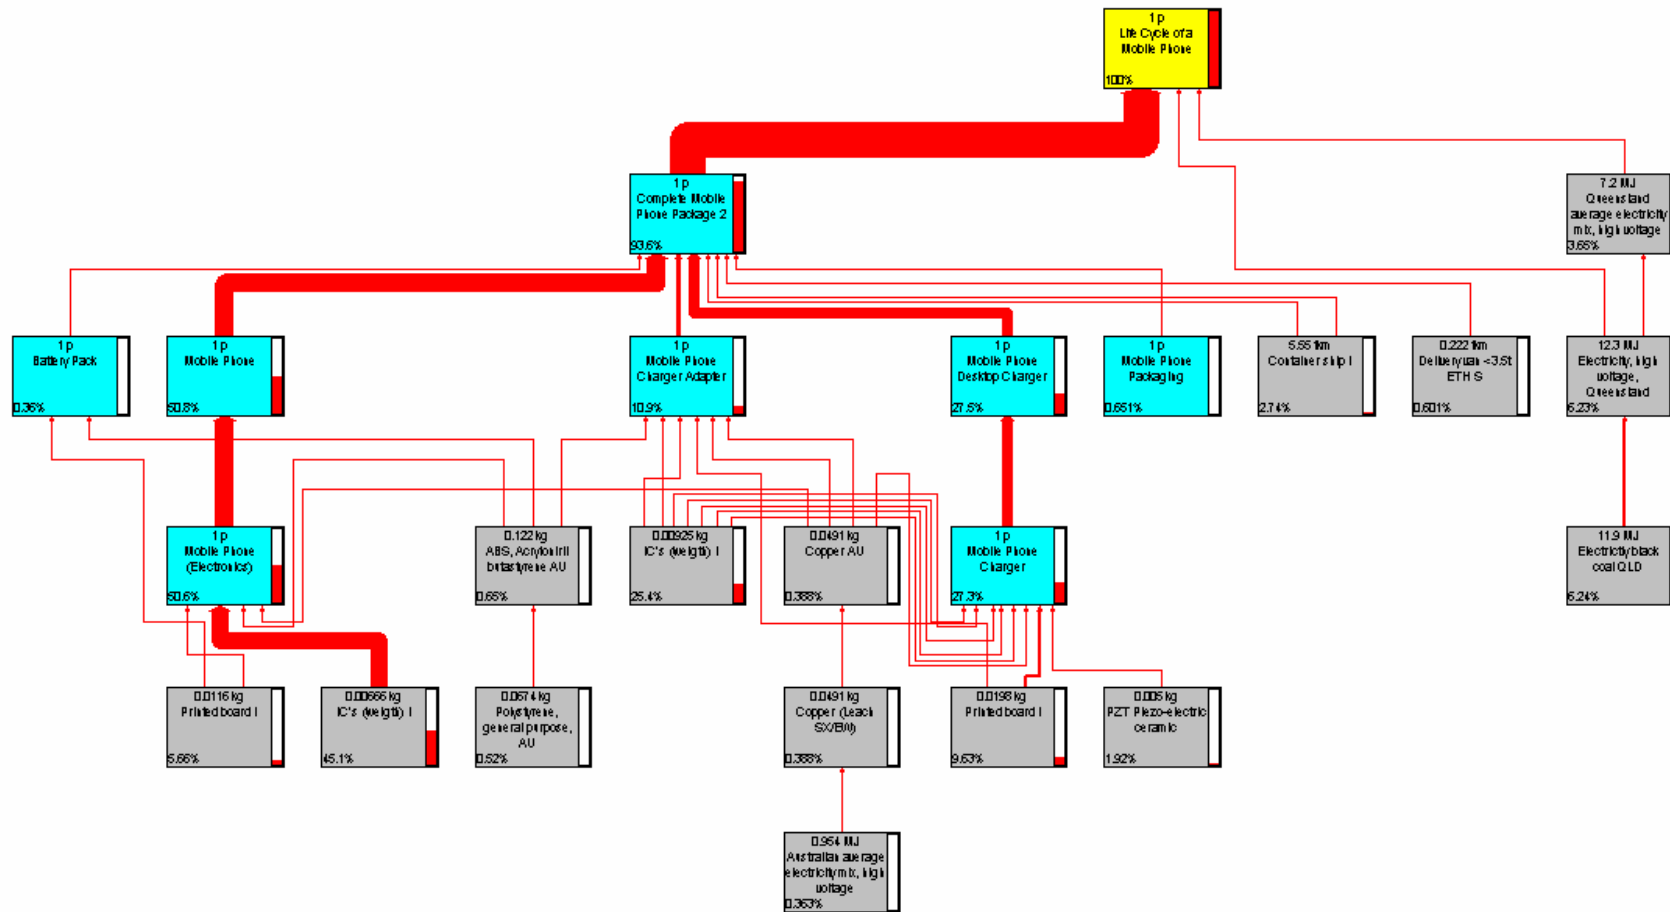 1 p
Life Cycle of a
Mobile Phone
100%
1 p
Complete Mobile
Phone Package 2
93.6%
7.2 MJ
Queensland
average electricity
mix, high voltage
3.65%
1 p
Battery Pack
0.36%
1 p
Mobile Phone
50.8%
1 p
Mobile Phone
Charger Adapter
10.9%
1 p
Mobile Phone
Desktop Charger
27.5%
1 p
Mobile Phone
Packaging
0.651%
5.55 tkm
Container ship I
2.74%
0.222 tkm
Delivery van <3.5t
ETH S
0.601%
12.3 MJ
Electricity, high
voltage,
Queensland
6.23%
1 p
Mobile Phone
(Electronics)
50.6%
0.122 kg
ABS, Acrylonitril
butastyrene AU
0.65%
0.00925 kg
IC's (weight) I
25.4%
0.0491 kg
Copper AU
0.388%
1 p
Mobile Phone
Charger
27.3%
11.9 MJ
Electricity black
coal QLD
6.24%
0.0116 kg
Printed board I
5.66%
0.00666 kg
IC's (weight) I
45.1%
0.0674 kg
Polystyrene,
general purpose,
AU
0.52%
0.0491 kg
Copper (Leach
SX/EW)
0.388%
0.0198 kg
Printed board I
9.63%
0.005 kg
PZT Piezo-electric
ceramic
1.92%
0.954 MJ
Australian average
electricity mix, high
voltage
0.363%